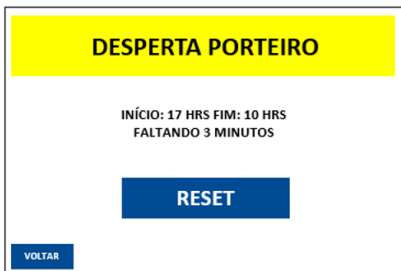 DESPERTA PORTEIRO
INÍCIO: 17 HRS FIM: 10 HRS
FALTANDO 3 MINUTOS
RESET
VOLTAR